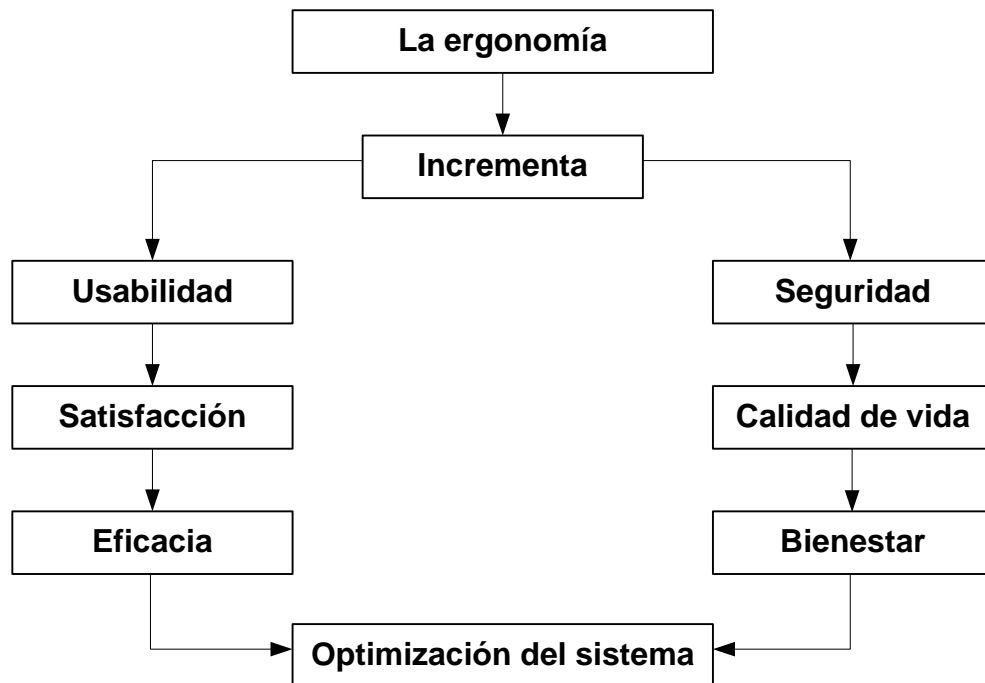 La ergonomía
Incrementa
Usabilidad
Seguridad
Satisfacción
Calidad de vida
Eficacia
Bienestar
Optimización del sistema